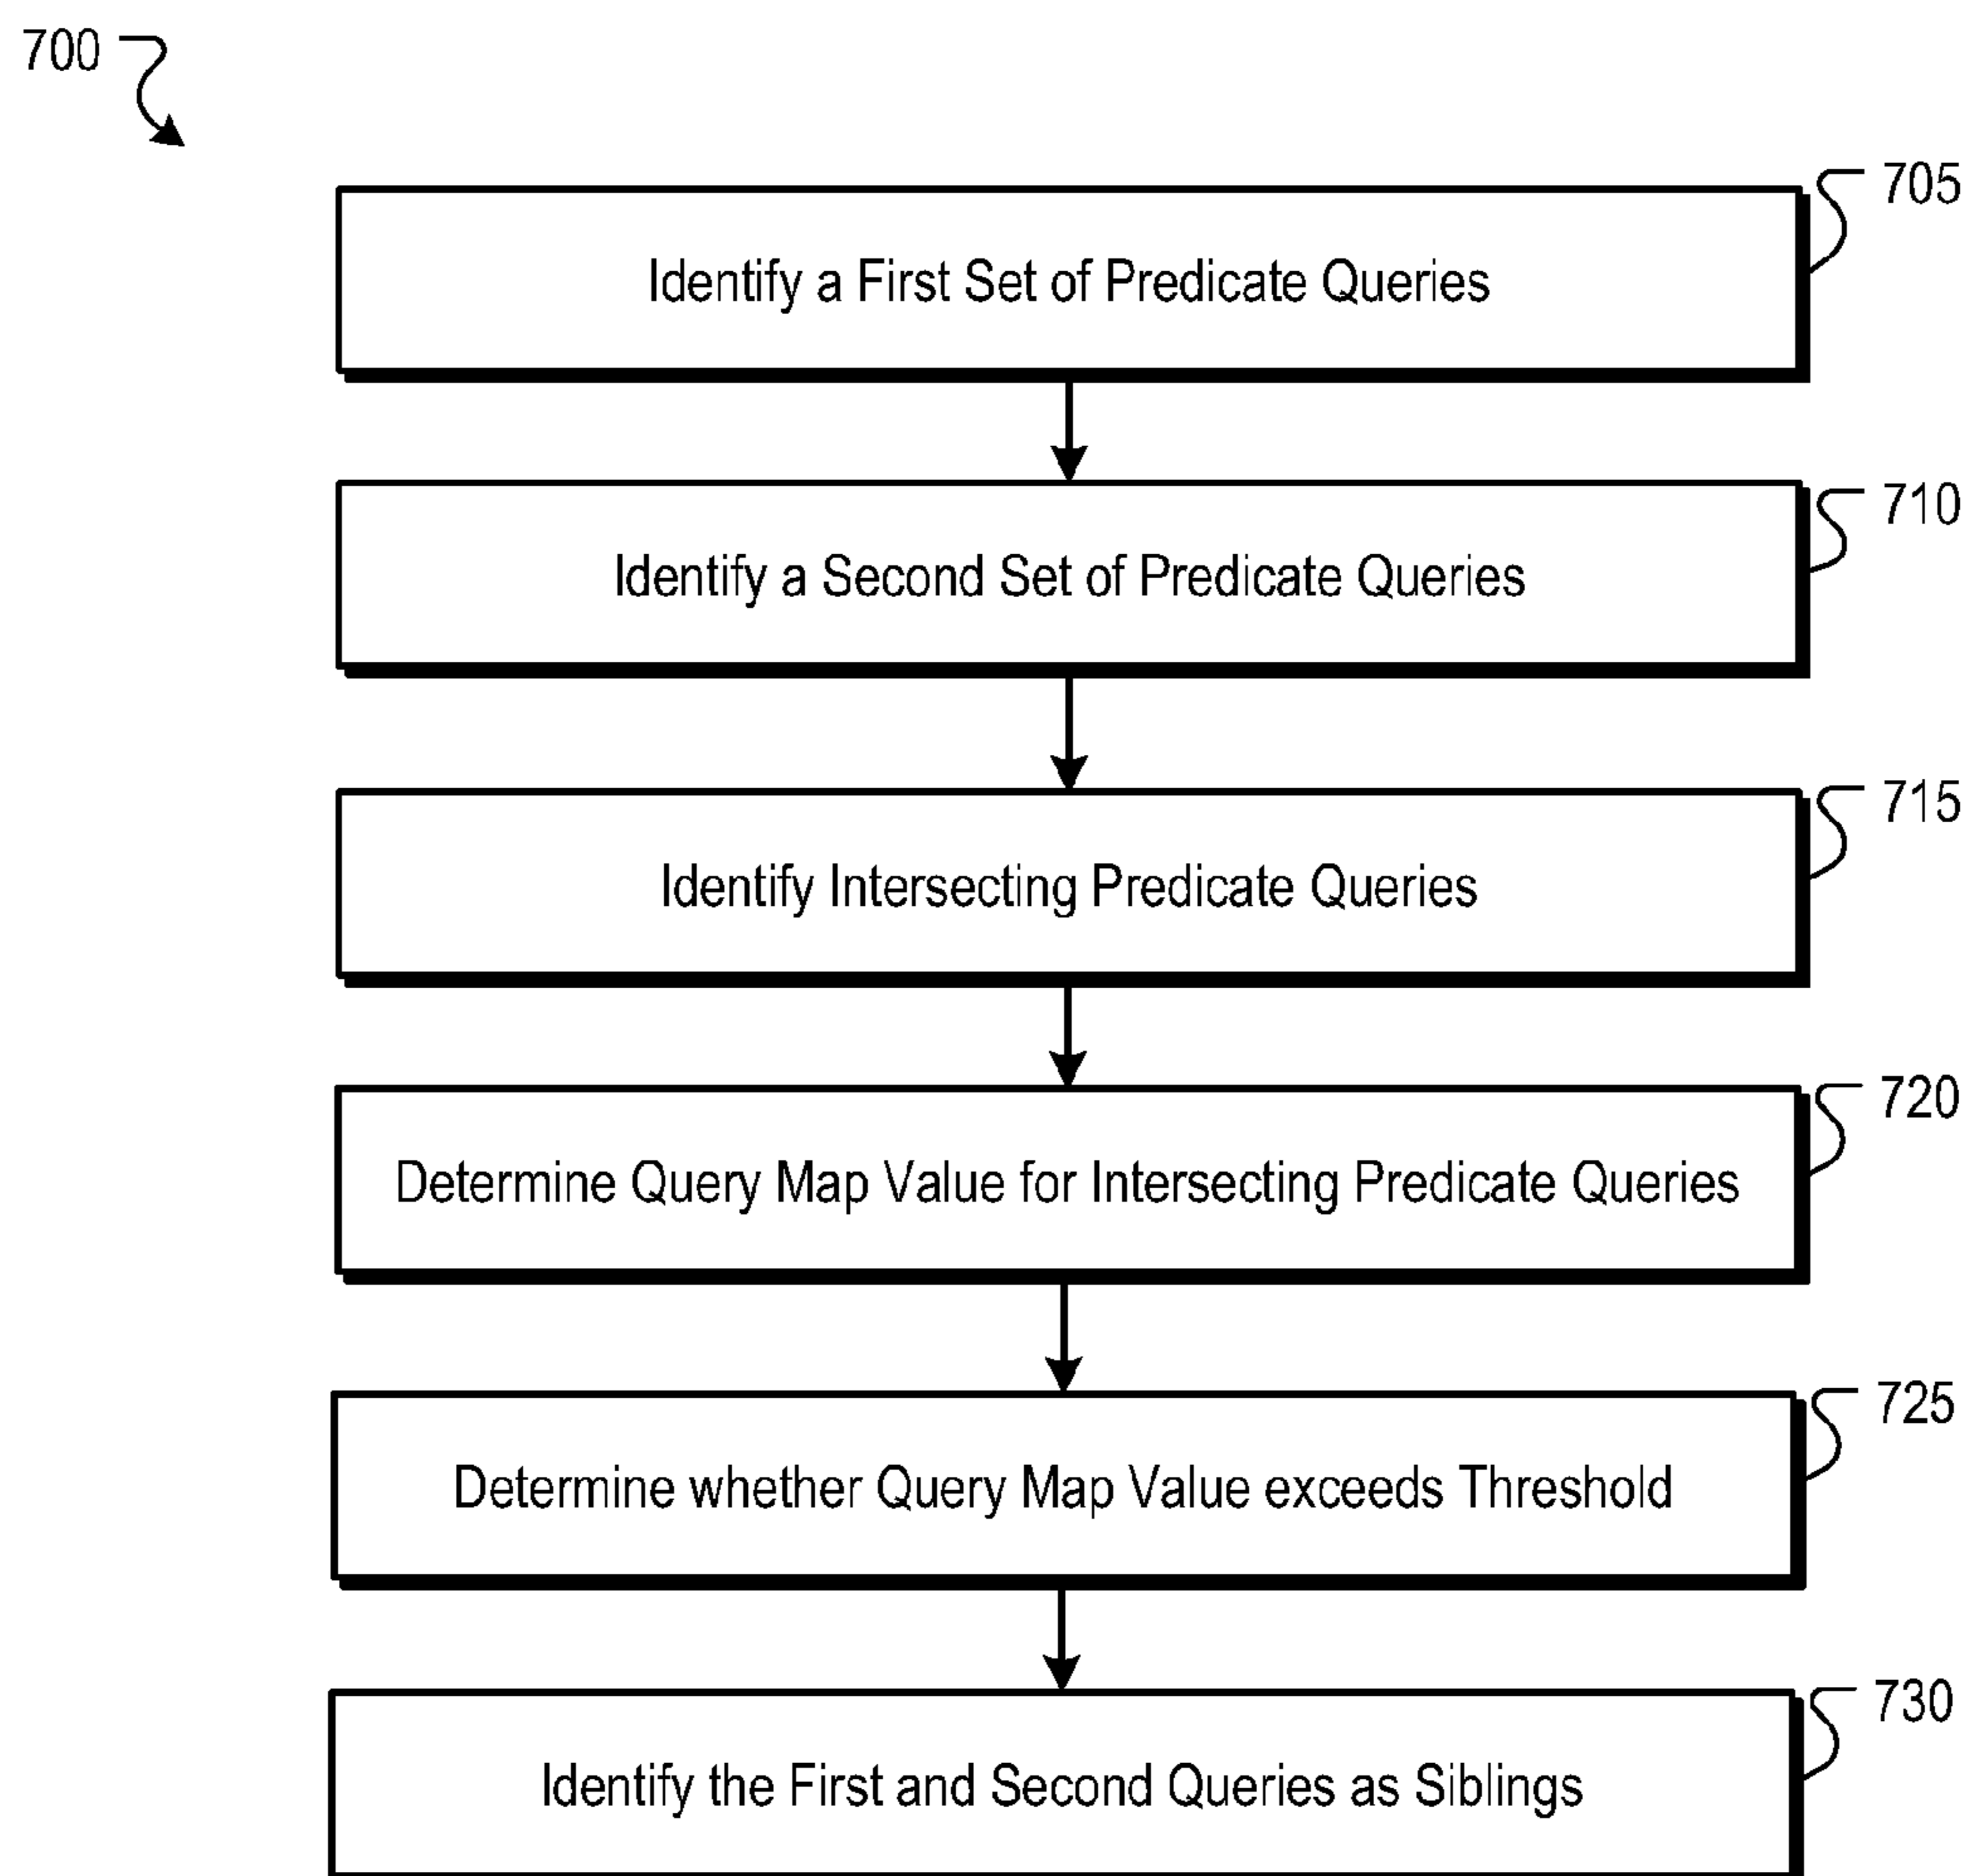 700
705
Identify a First Set of Predicate Queries
710
Identify a Second Set of Predicate Queries
715
Identify Intersecting Predicate Queries
720
Determine Query Map Value for Intersecting Predicate Queries
725
Determine whether Query Map Value exceeds Threshold
730
Identify the First and Second Queries as Siblings